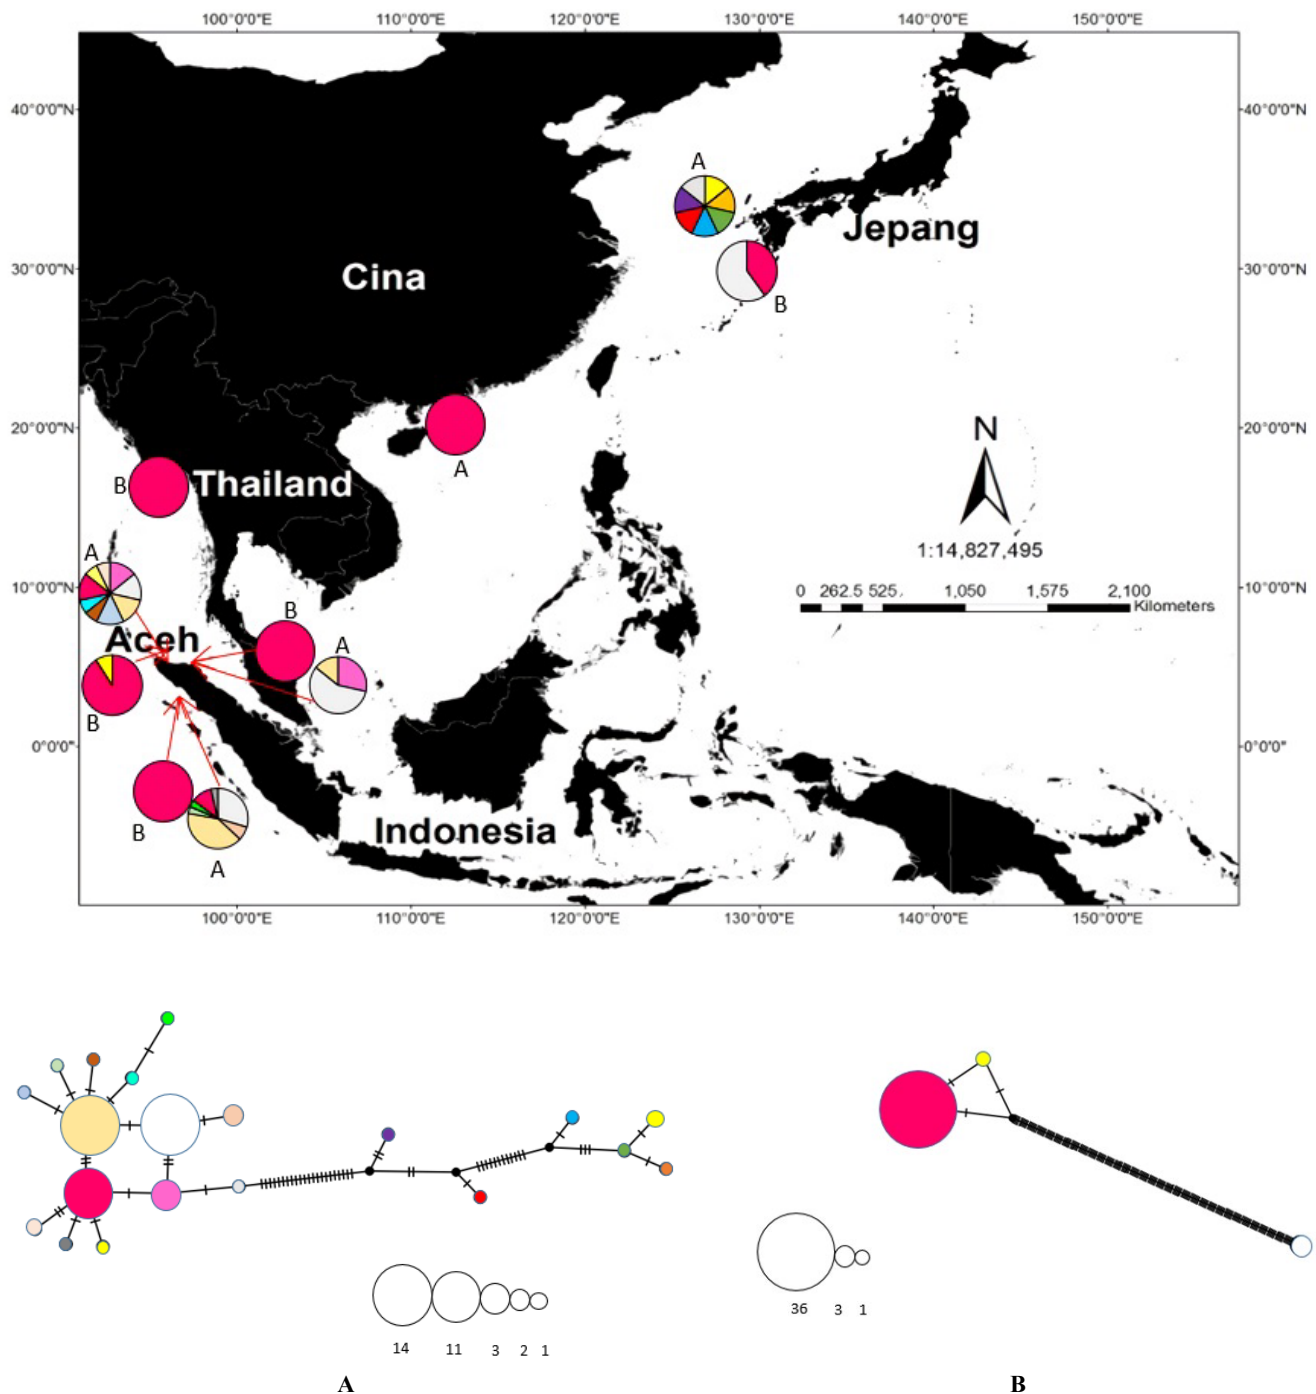 100°0'0"E 110°0'0"E 120°0'0"E 130°0'0"E 140°0'0"E 150°0'0"E
40°0'0"N 40°0'0"N
A
Jepang
Cina
30°0'0"N 30°0'0"N
B
N
20°0'0"N 20°0'0"N
A
B Thailand
1:14,827,495
A
10°0'0"N 10°0'0"N
0 262.5 525 1,050 1,575 2,100
Kilometers
B
Aceh
A
B
0°0'0" 0°0'0"
B
Indonesia
A
100°0'0"E 110°0'0"E 120°0'0"E 130°0'0"E 140°0'0"E 150°0'0"E
14 11 3 2 1
36 3 1
A B